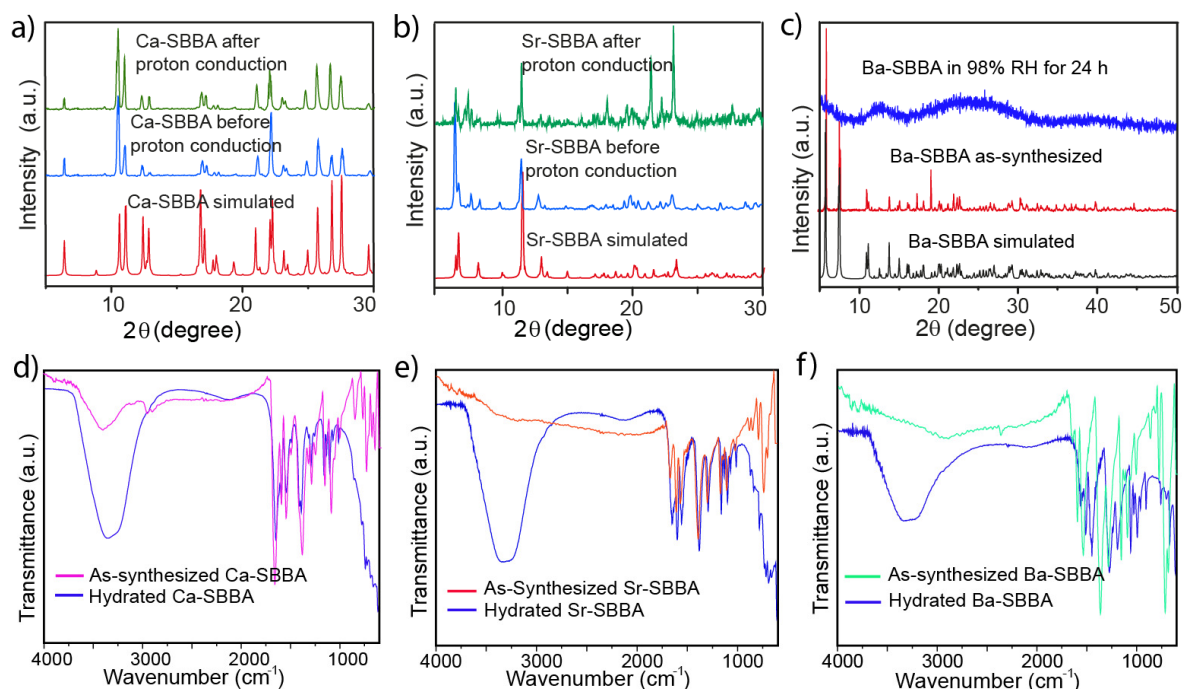 a)
Ca-SBBA after
proton conduction
Ca-SBBA before
proton conduction
Ca-SBBA simulated
Intensity (a.u.)
10
20
30
2θ (degree)
b)
Sr-SBBA after
proton conduction
Sr-SBBA before
proton conduction
Sr-SBBA simulated
Intensity (a.u.)
10
20
30
2θ (degree)
c)
Ba-SBBA in 98% RH for 24 h
Ba-SBBA as-synthesized
Ba-SBBA simulated
Intensity (a.u.)
10
20
30
40
50
2θ (degree)
d)
Transmittance (a.u.)
As-synthesized Ca-SBBA
Hydrated Ca-SBBA
4000
3000
2000
1000
Wavenumber (cm⁻¹)
e)
Transmittance (a.u.)
As-Synthesized Sr-SBBA
Hydrated Sr-SBBA
4000
3000
2000
1000
Wavenumber (cm⁻¹)
f)
Transmittance (a.u.)
As-synthesized Ba-SBBA
Hydrated Ba-SBBA
4000
3000
2000
1000
Wavenumber (cm⁻¹)